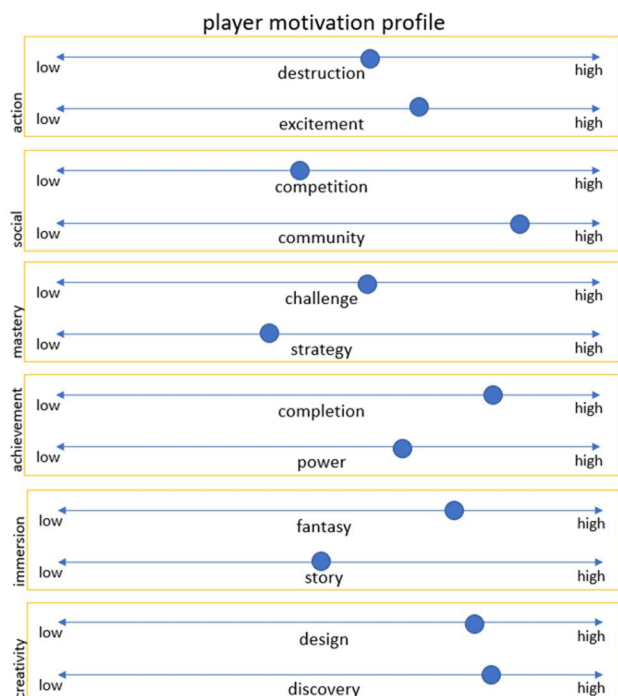 player motivation profile
action
low destruction high
low excitement high
social
low competition high
low community high
mastery
low challenge high
low strategy high
achievement
low completion high
low power high
immersion
low fantasy high
low story high
creativity
low design high
low discovery high